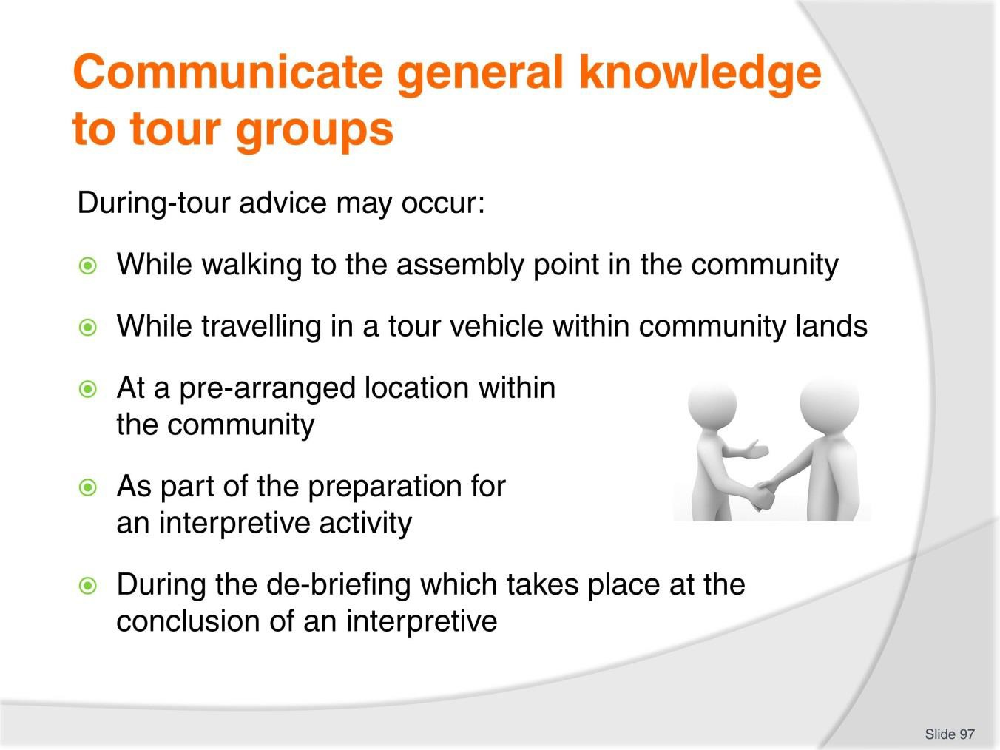 Communicate general knowledge
to tour groups
During-tour advice may occur:
While walking to the assembly point in the community
While travelling in a tour vehicle within community lands
At a pre-arranged location within
the community
As part of the preparation for
an interpretive activity
During the de-briefing which takes place at the
conclusion of an interpretive
Slide 97